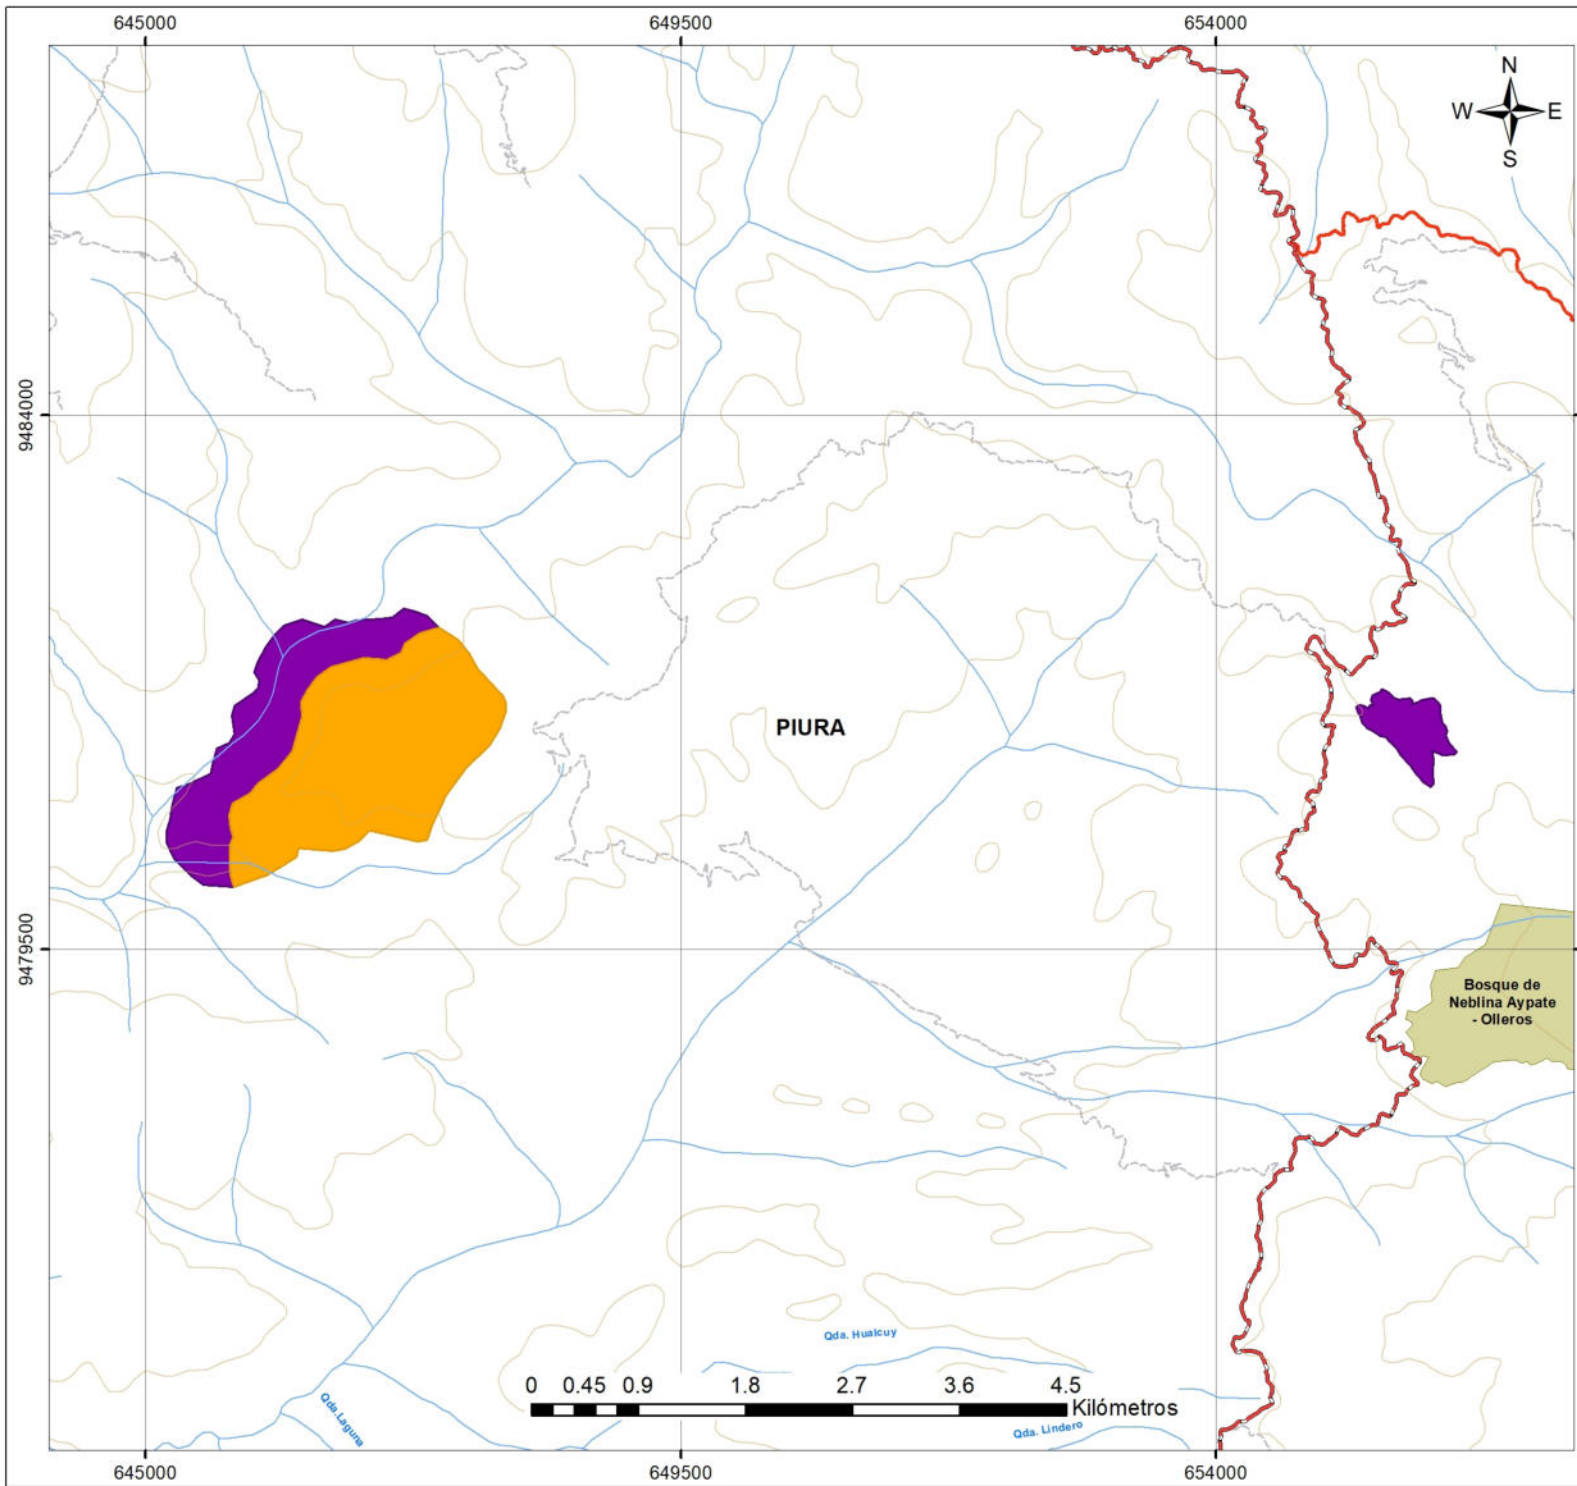 645000 649500 654000
N
W E
S
9484000
PIURA
9479500
Bosque de
Neblina Aypate
- Olleros
Qda. Hualcuy
0 0.45 0.9 1.8 2.7 3.6 4.5
Kilómetros
Qda.Laguna
Qda. Lindero
645000 649500 654000